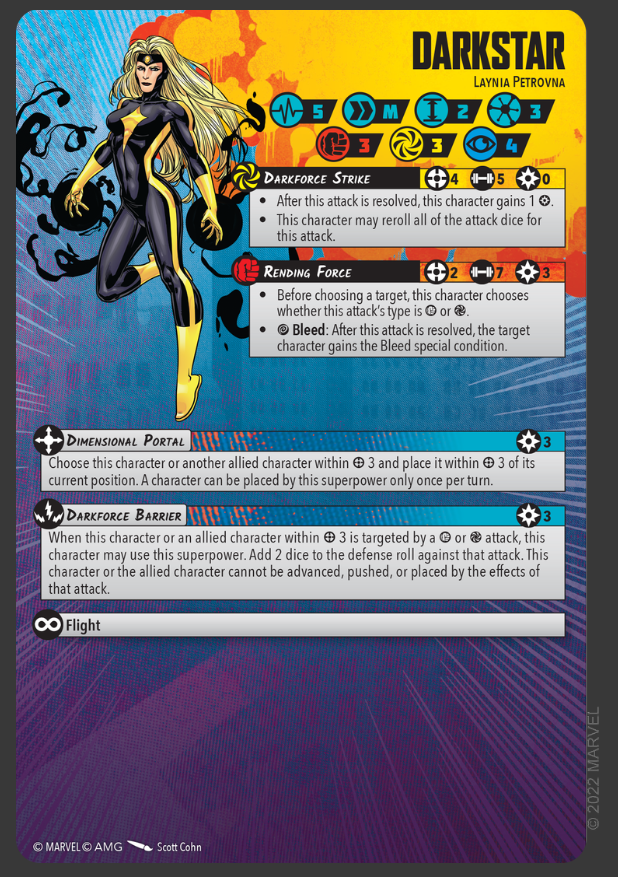 DARKSTAR
Laynia Petrovna
5 M 2 3
3 3 4
Darkforce Strike 4 5 0
• After this attack is resolved, this character gains 1 .
• This character may reroll all of the attack dice for
this attack.
Rending Force 2 7 3
• Before choosing a target, this character chooses
whether this attack's type is or .
• Bleed: After this attack is resolved, the target
character gains the Bleed special condition.
Dimensional Portal 3
Choose this character or another allied character within 3 and place it within 3 of its
current position. A character can be placed by this superpower only once per turn.
Darkforce Barrier 3
When this character or an allied character within 3 is targeted by a or attack, this
character may use this superpower. Add 2 dice to the defense roll against that attack. This
character or the allied character cannot be advanced, pushed, or placed by the effects of
that attack.
Flight
© 2022 MARVEL
© MARVEL © AMG Scott Cohn